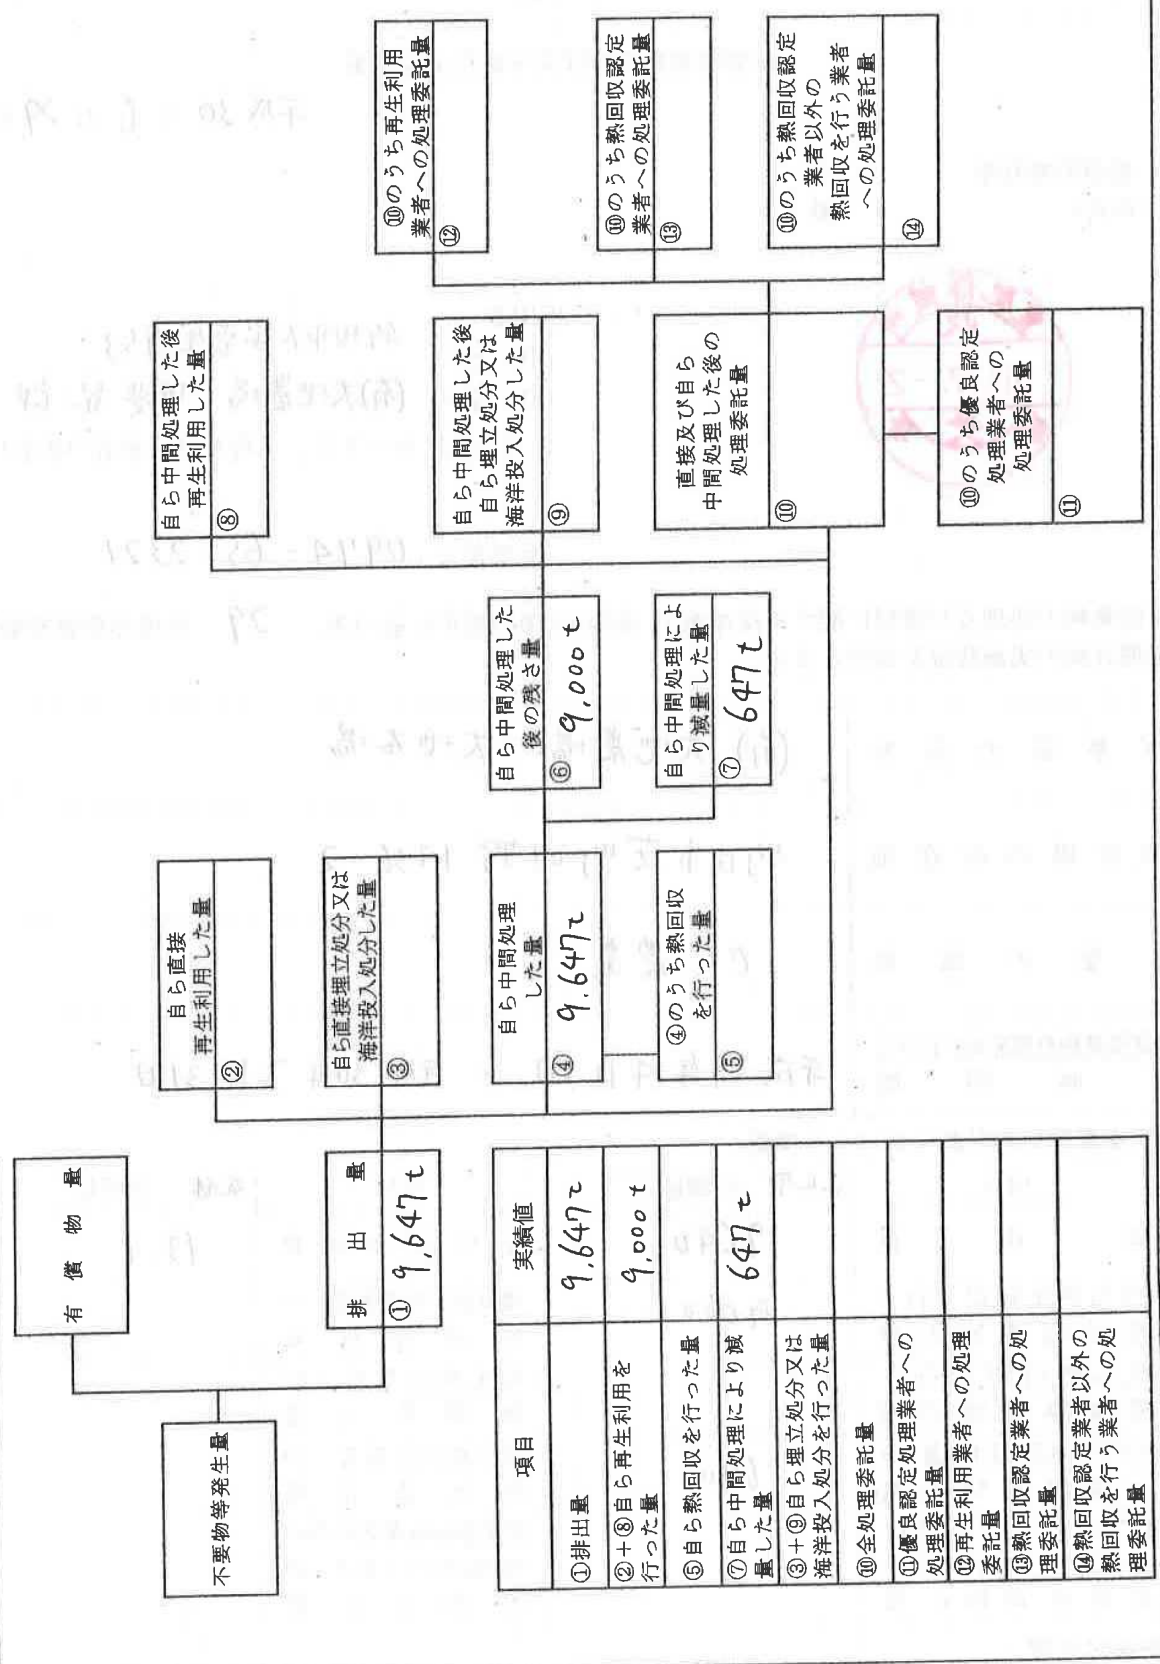 不要物等発生量
有償物量
排出量
① 9,647t
自ら直接
再生利用した量
②
自ら直接埋立処分又は
海洋投入処分した量
③
自ら中間処理
した量
④ 9.647t
④のうち熱回収
を行った量
⑤
自ら中間処理した
後の残さ量
⑥ 9,000t
自ら中間処理によ
り減量した量
⑦ 647t
自ら中間処理した後
再生利用した量
⑧
自ら中間処理した後
自ら埋立処分又は
海洋投入処分した量
⑨
直接及び自ら
中間処理した後の
処理委託量
⑩
⑩のうち優良認定
処理業者への
処理委託量
⑪
⑩のうち再生利用
業者への処理委託量
⑫
⑩のうち熱回収認定
業者への処理委託量
⑬
⑩のうち熱回収認定
業者以外の
熱回収を行う業者
への処理委託量
⑭
項目 実績値
①排出量 9,647t
②+⑧自ら再生利用を
行った量 9,000t
⑤自ら熱回収を行った量
⑦自ら中間処理により減
量した量 647t
③+⑨自ら埋立処分又は
海洋投入処分を行った量
⑩全処理委託量
⑪優良認定処理業者への
処理委託量
⑫再生利用業者への処理
委託量
⑬熱回収認定業者への処
理委託量
⑭熱回収認定業者以外の
熱回収を行う業者への処
理委託量